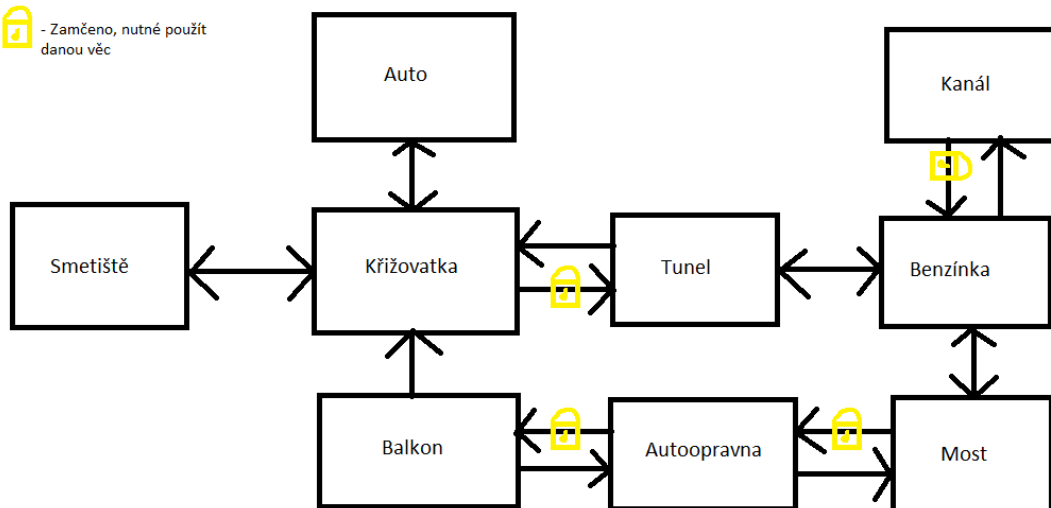 - Zamčeno, nutné použít
danou věc
Auto
Kanál
Smetiště
Křižovatka
Tunel
Benzínka
Balkon
Autoopravna
Most